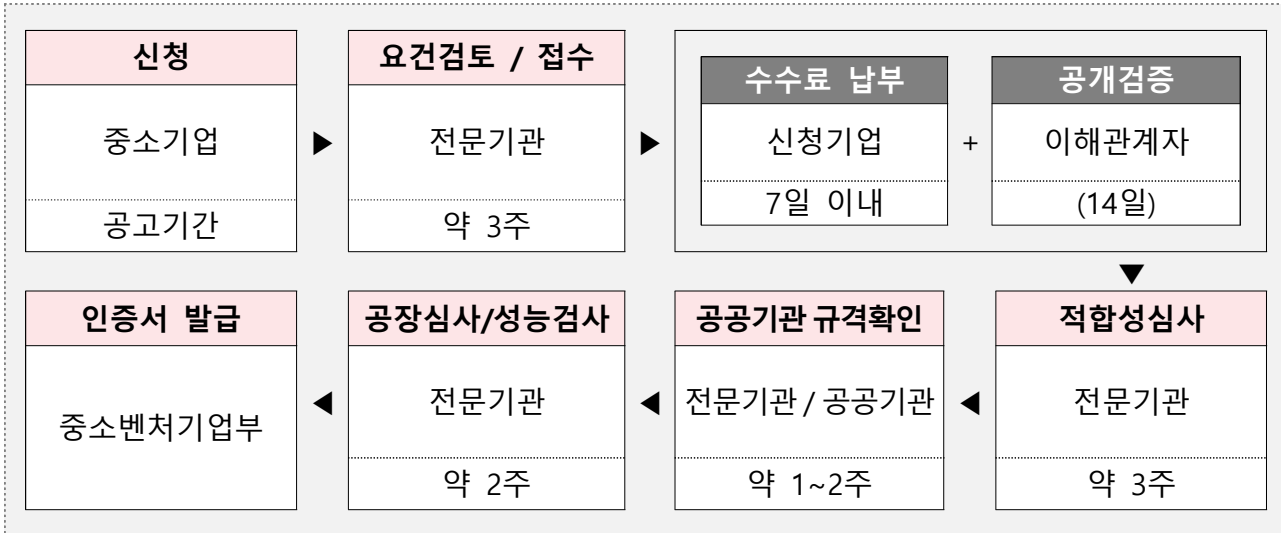 신청
중소기업
공고기간
▶
요건검토 / 접수
전문기관
약 3주
▶
수수료 납부
신청기업
7일 이내
+
공개검증
이해관계자
(14일)
▼
적합성심사
전문기관
약 3주
◀
공공기관 규격확인
전문기관 / 공공기관
약 1~2주
◀
공장심사/성능검사
전문기관
약 2주
◀
인증서 발급
중소벤처기업부